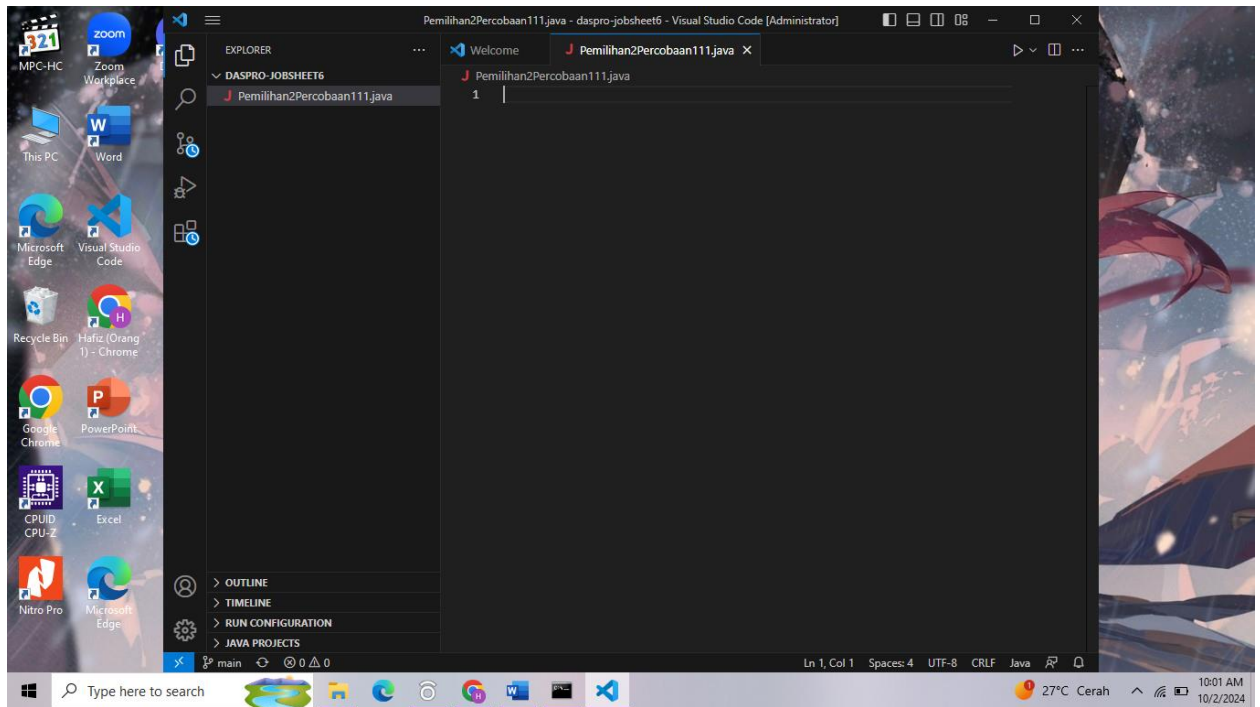 Pemilihan2Percobaan111.java - daspro-jobsheet6 - Visual Studio Code [Administrator]
EXPLORER
Welcome
Pemilihan2Percobaan111.java
DASPRO-JOBSHEET6
Pemilihan2Percobaan111.java
Pemilihan2Percobaan111.java
1
OUTLINE
TIMELINE
RUN CONFIGURATION
JAVA PROJECTS
main 0 0
Ln 1, Col 1 Spaces: 4 UTF-8 CRLF Java
321
MPC-HC
zoom
Zoom
Workplace
This PC
W
Word
Microsoft
Edge
Visual Studio
Code
Recycle Bin
H
Hafiz (Orang
1) - Chrome
Google
Chrome
P
PowerPoint
CPUID
CPU-Z
X
Excel
Nitro Pro
Microsoft
Edge
Type here to search
27°C Cerah
10:01 AM
10/2/2024